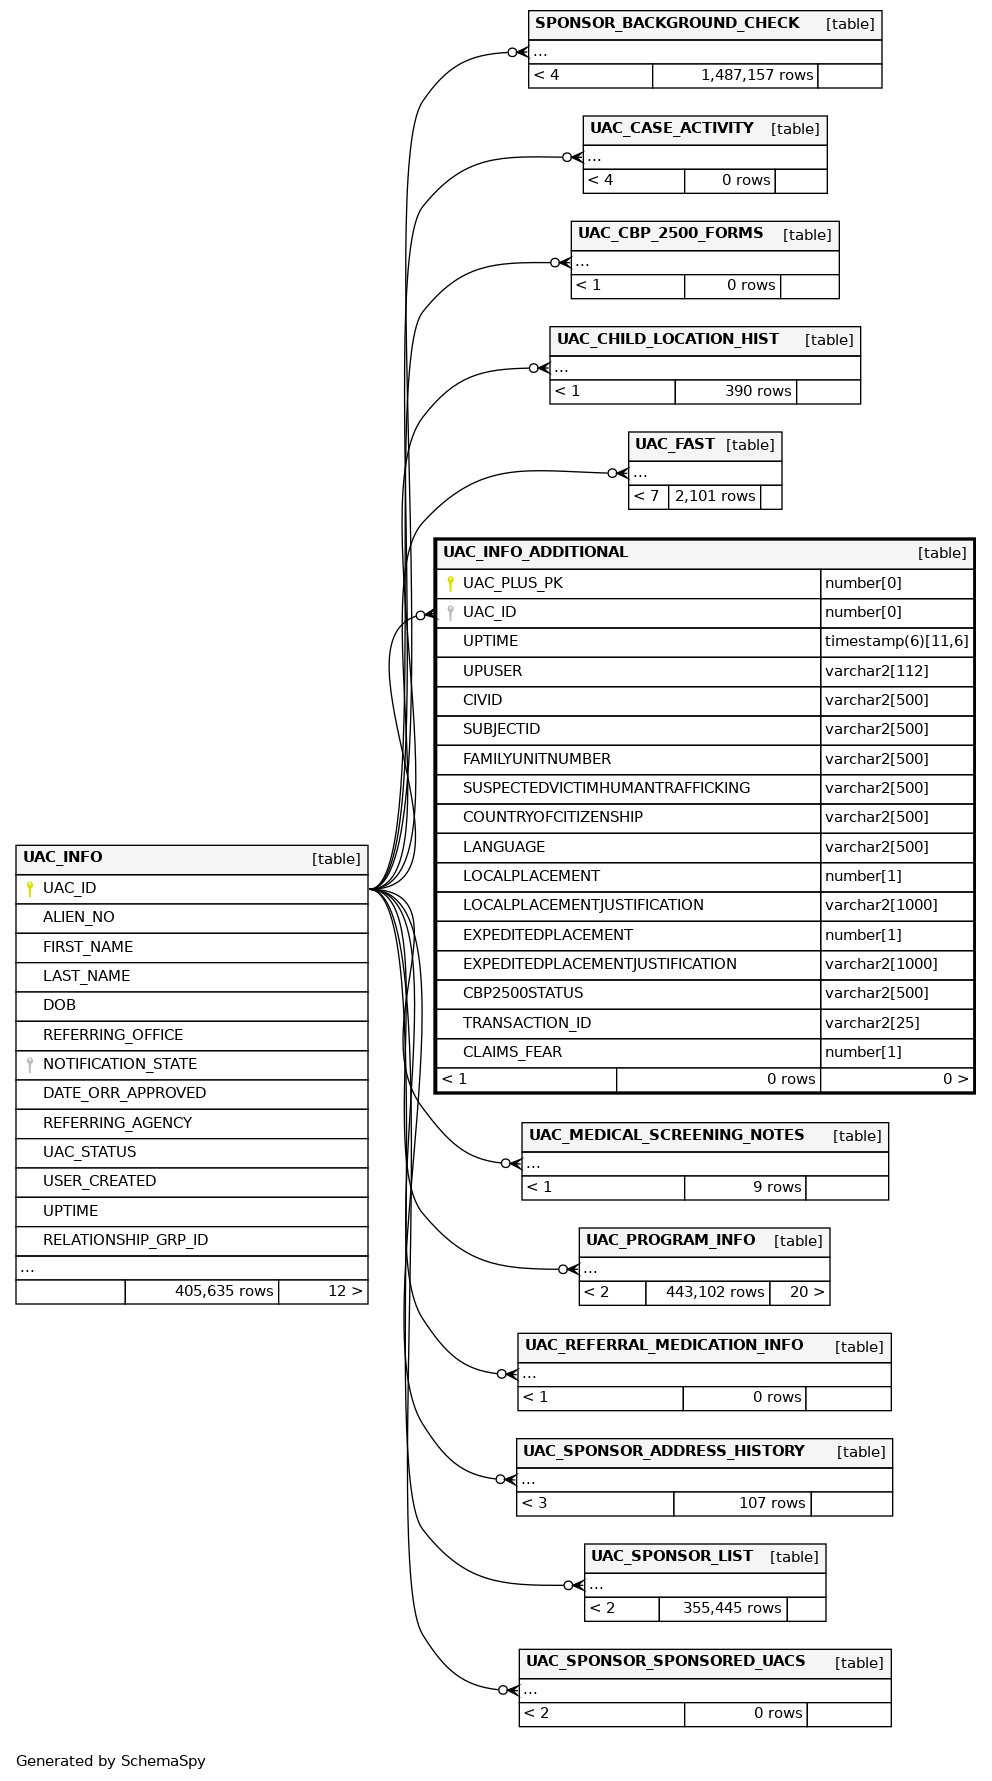 SPONSOR_BACKGROUND_CHECK [table]
...
< 4 1,487,157 rows
UAC_CASE_ACTIVITY [table]
...
< 4 0 rows
UAC_CBP_2500_FORMS [table]
...
< 1 0 rows
UAC_CHILD_LOCATION_HIST [table]
...
< 1 390 rows
UAC_FAST [table]
...
< 7 2,101 rows
UAC_INFO_ADDITIONAL [table]
UAC_PLUS_PK number[0]
UAC_ID number[0]
UPTIME timestamp(6)[11,6]
UPUSER varchar2[112]
CIVID varchar2[500]
SUBJECTID varchar2[500]
FAMILYUNITNUMBER varchar2[500]
SUSPECTEDVICTIMHUMANTRAFFICKING varchar2[500]
COUNTRYOFCITIZENSHIP varchar2[500]
LANGUAGE varchar2[500]
LOCALPLACEMENT number[1]
LOCALPLACEMENTJUSTIFICATION varchar2[1000]
EXPEDITEDPLACEMENT number[1]
EXPEDITEDPLACEMENTJUSTIFICATION varchar2[1000]
CBP2500STATUS varchar2[500]
TRANSACTION_ID varchar2[25]
CLAIMS_FEAR number[1]
< 1 0 rows 0 >
UAC_INFO [table]
UAC_ID
ALIEN_NO
FIRST_NAME
LAST_NAME
DOB
REFERRING_OFFICE
NOTIFICATION_STATE
DATE_ORR_APPROVED
REFERRING_AGENCY
UAC_STATUS
USER_CREATED
UPTIME
RELATIONSHIP_GRP_ID
...
405,635 rows 12 >
UAC_MEDICAL_SCREENING_NOTES [table]
...
< 1 9 rows
UAC_PROGRAM_INFO [table]
...
< 2 443,102 rows 20 >
UAC_REFERRAL_MEDICATION_INFO [table]
...
< 1 0 rows
UAC_SPONSOR_ADDRESS_HISTORY [table]
...
< 3 107 rows
UAC_SPONSOR_LIST [table]
...
< 2 355,445 rows
UAC_SPONSOR_SPONSORED_UACS [table]
...
< 2 0 rows
Generated by SchemaSpy